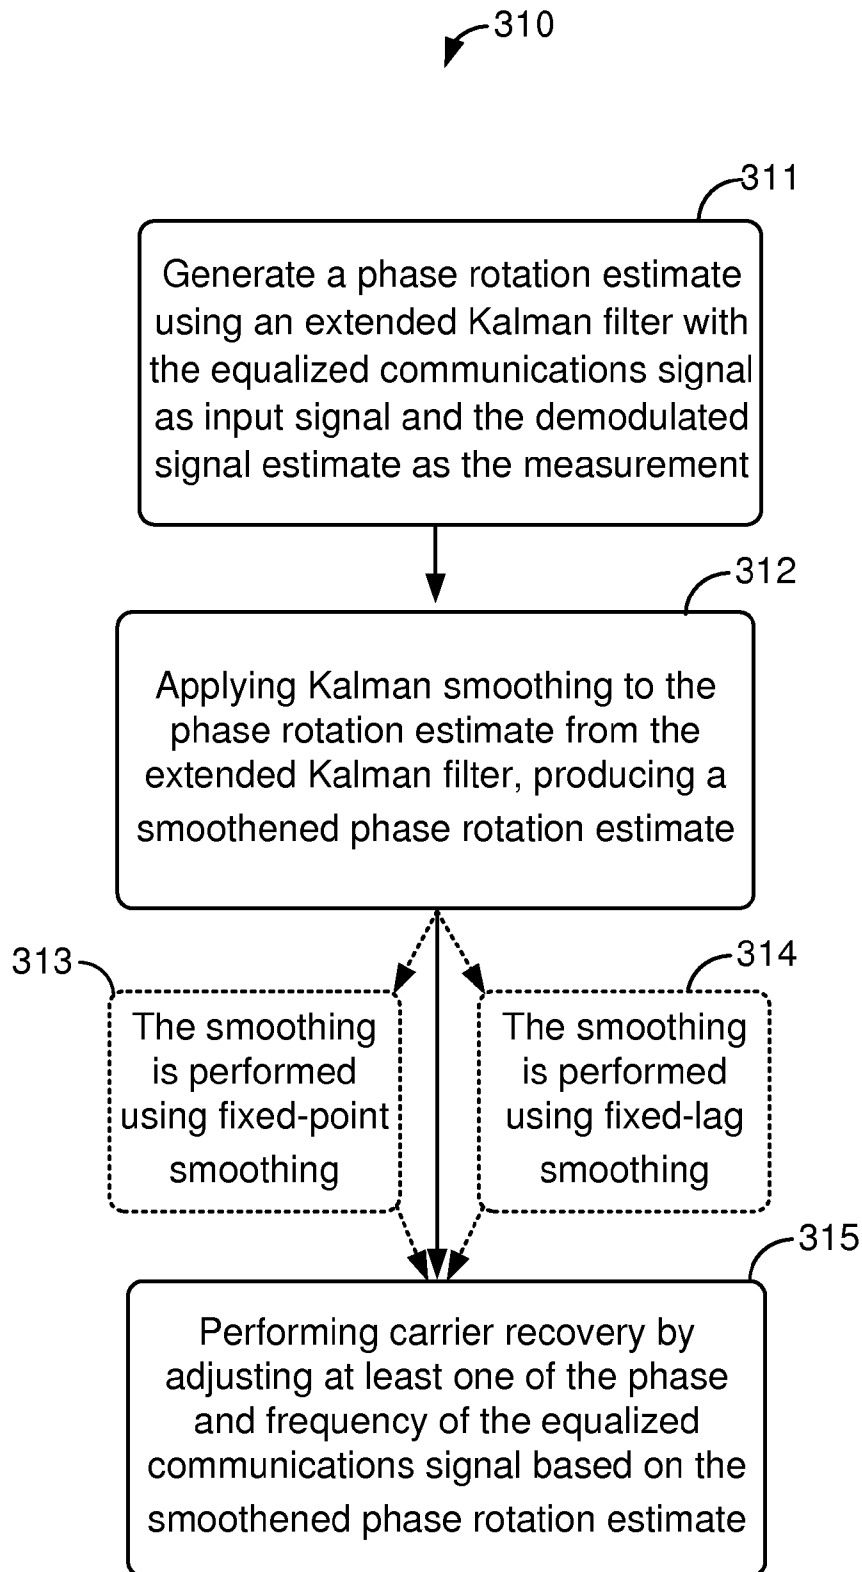 310
311
Generate a phase rotation estimate
using an extended Kalman filter with
the equalized communications signal
as input signal and the demodulated
signal estimate as the measurement
312
Applying Kalman smoothing to the
phase rotation estimate from the
extended Kalman filter, producing a
smoothened phase rotation estimate
313
The smoothing
is performed
using fixed-point
smoothing
314
The smoothing
is performed
using fixed-lag
smoothing
315
Performing carrier recovery by
adjusting at least one of the phase
and frequency of the equalized
communications signal based on the
smoothened phase rotation estimate